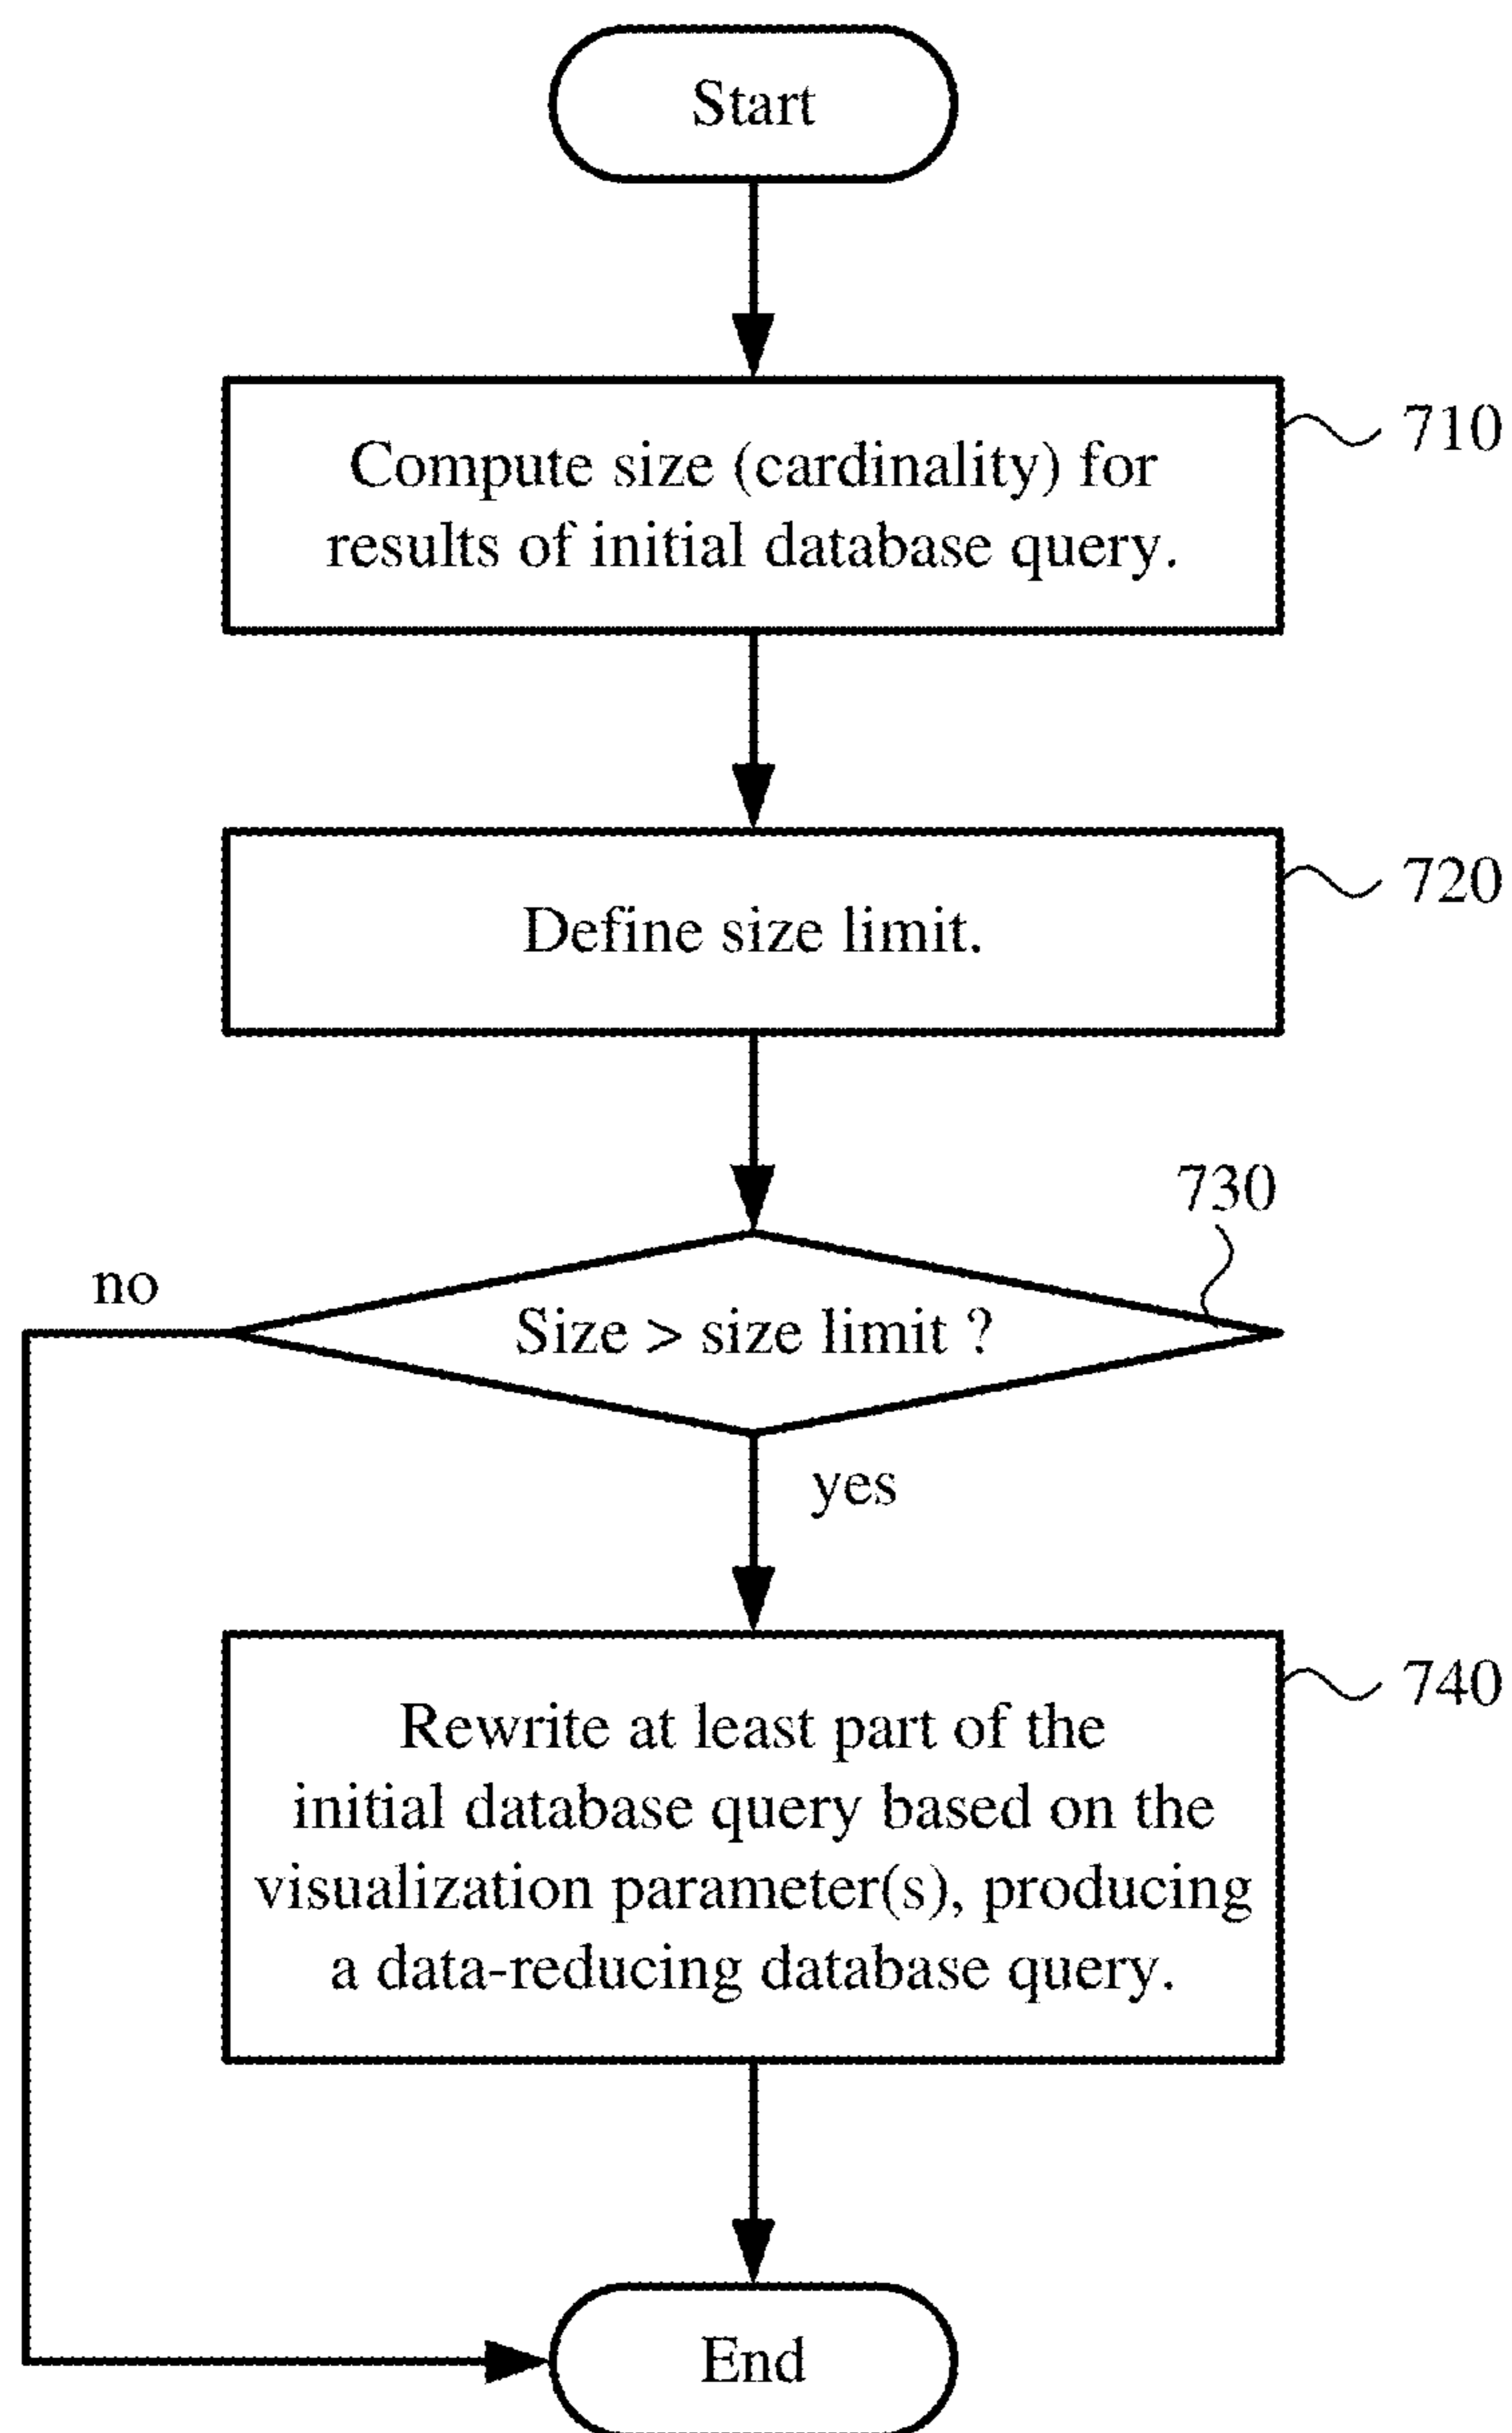 Start
Compute size (cardinality) for
results of initial database query.
710
Define size limit.
720
730
no
Size > size limit ?
yes
Rewrite at least part of the
initial database query based on the
visualization parameter(s), producing
a data-reducing database query.
740
End